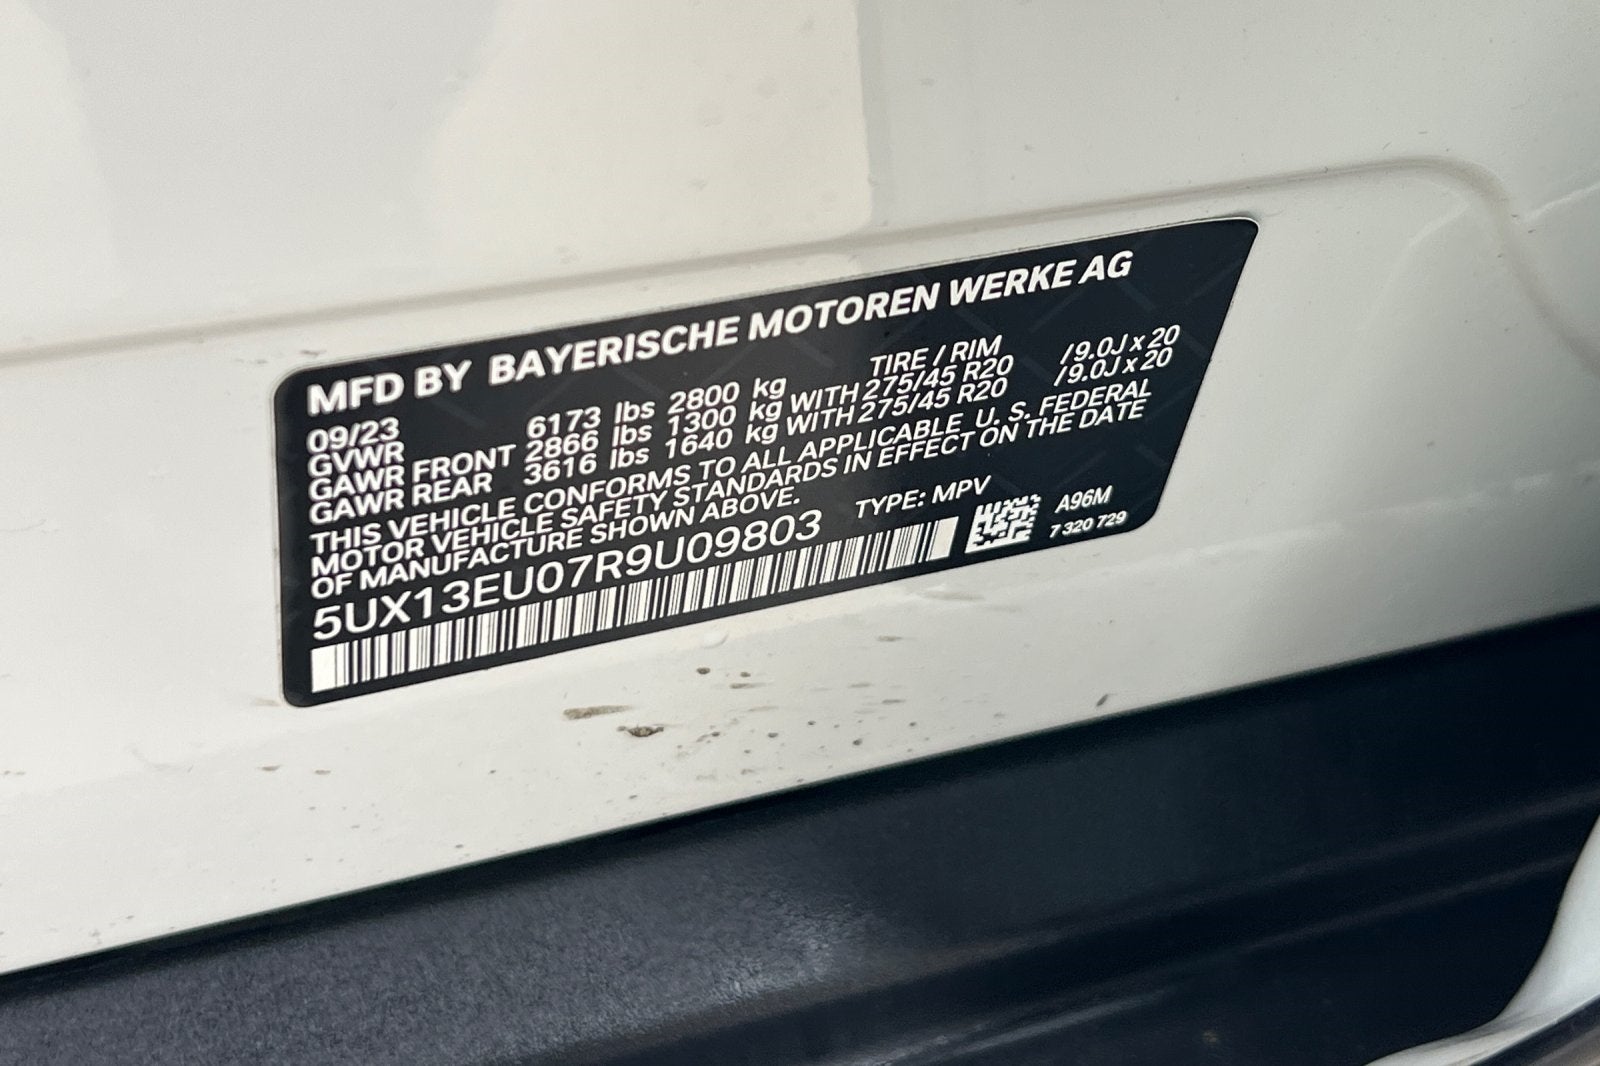 MFD BY BAYERISCHE MOTOREN WERKE AG
09/23 TIRE / RIM
GVWR 6173 lbs 2800 kg
GAWR FRONT 2866 lbs 1300 kg WITH 275/45 R20 /9.0J x 20
GAWR REAR 3616 lbs 1640 kg WITH 275/45 R20 /9.0J x 20
THIS VEHICLE CONFORMS TO ALL APPLICABLE U. S. FEDERAL
MOTOR VEHICLE SAFETY STANDARDS IN EFFECT ON THE DATE
OF MANUFACTURE SHOWN ABOVE.
5UX13EU07R9U09803 TYPE: MPV
A96M
7 320 729